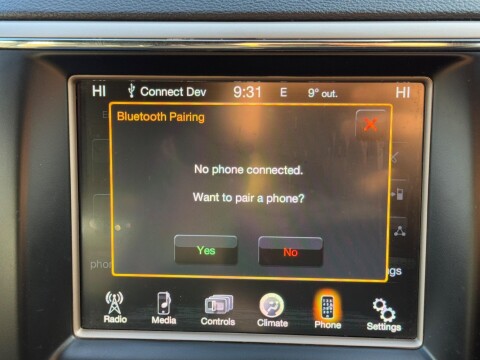 HI Connect Dev 9:31 E 9° out. HI
Bluetooth Pairing
No phone connected.
Want to pair a phone?
Yes No
Radio Media Controls Climate Phone Settings